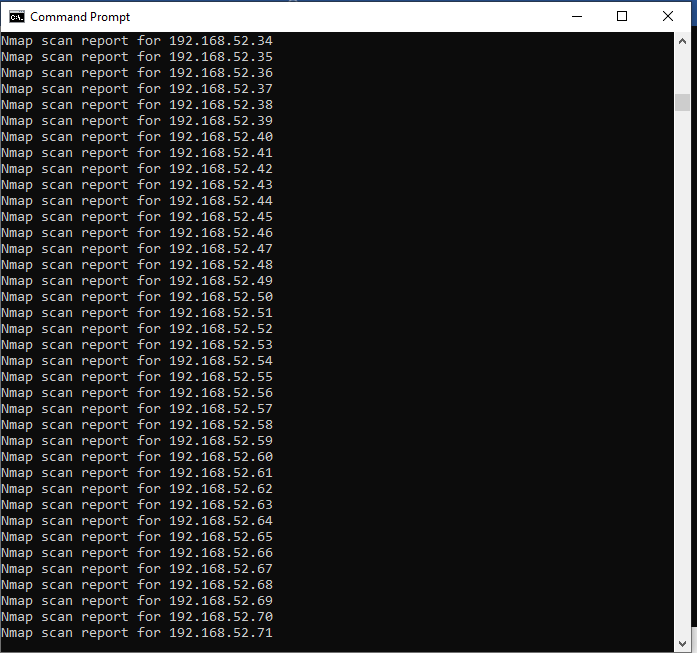 Command Prompt
Nmap scan report for 192.168.52.34
Nmap scan report for 192.168.52.35
Nmap scan report for 192.168.52.36
Nmap scan report for 192.168.52.37
Nmap scan report for 192.168.52.38
Nmap scan report for 192.168.52.39
Nmap scan report for 192.168.52.40
Nmap scan report for 192.168.52.41
Nmap scan report for 192.168.52.42
Nmap scan report for 192.168.52.43
Nmap scan report for 192.168.52.44
Nmap scan report for 192.168.52.45
Nmap scan report for 192.168.52.46
Nmap scan report for 192.168.52.47
Nmap scan report for 192.168.52.48
Nmap scan report for 192.168.52.49
Nmap scan report for 192.168.52.50
Nmap scan report for 192.168.52.51
Nmap scan report for 192.168.52.52
Nmap scan report for 192.168.52.53
Nmap scan report for 192.168.52.54
Nmap scan report for 192.168.52.55
Nmap scan report for 192.168.52.56
Nmap scan report for 192.168.52.57
Nmap scan report for 192.168.52.58
Nmap scan report for 192.168.52.59
Nmap scan report for 192.168.52.60
Nmap scan report for 192.168.52.61
Nmap scan report for 192.168.52.62
Nmap scan report for 192.168.52.63
Nmap scan report for 192.168.52.64
Nmap scan report for 192.168.52.65
Nmap scan report for 192.168.52.66
Nmap scan report for 192.168.52.67
Nmap scan report for 192.168.52.68
Nmap scan report for 192.168.52.69
Nmap scan report for 192.168.52.70
Nmap scan report for 192.168.52.71